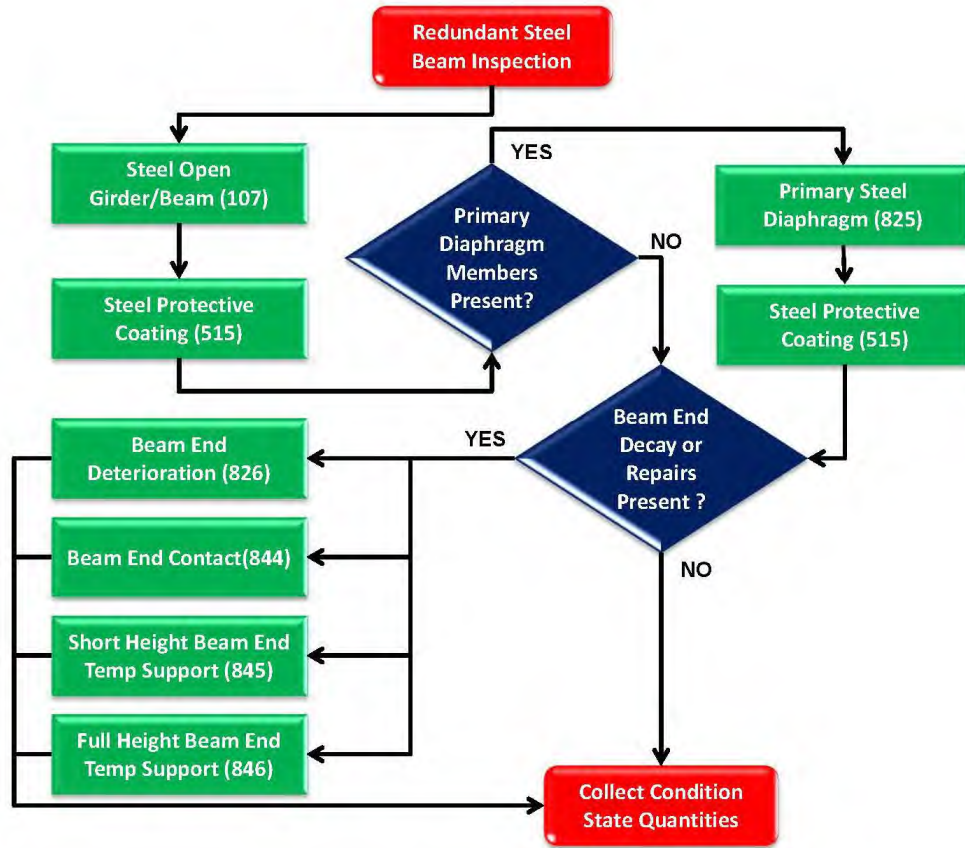 Redundant Steel
Beam Inspection
Steel Open
Girder/Beam (107)
Steel Protective
Coating (515)
Primary
Diaphragm
Members
Present?
YES
NO
Primary Steel
Diaphragm (825)
Steel Protective
Coating (515)
Beam End
Decay or
Repairs
Present ?
YES
NO
Beam End
Deterioration (826)
Beam End Contact(844)
Short Height Beam End
Temp Support (845)
Full Height Beam End
Temp Support (846)
Collect Condition
State Quantities